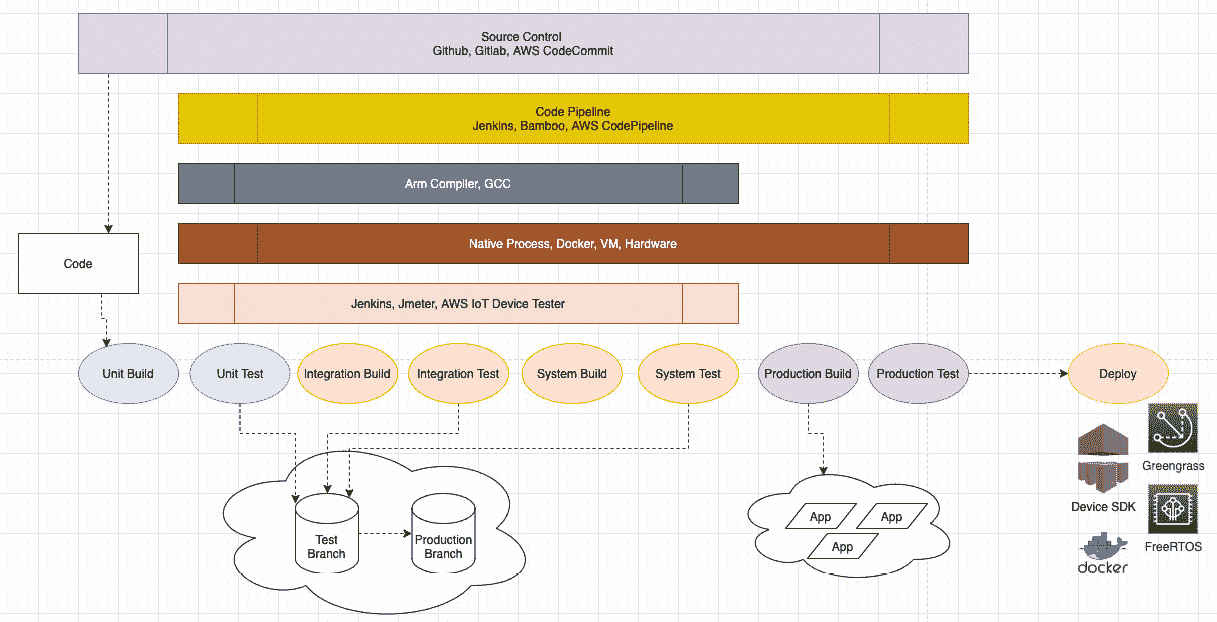 Source Control
Github, Gitlab, AWS CodeCommit
Code Pipeline
Jenkins, Bamboo, AWS CodePipeline
Arm Compiler, GCC
Native Process, Docker, VM, Hardware
Code
Jenkins, Jmeter, AWS IoT Device Tester
Unit Build
Unit Test
Integration Build
Integration Test
System Build
System Test
Production Build
Production Test
Deploy
Greengrass
Device SDK
FreeRTOS
docker
Test
Branch
Production
Branch
App
App
App